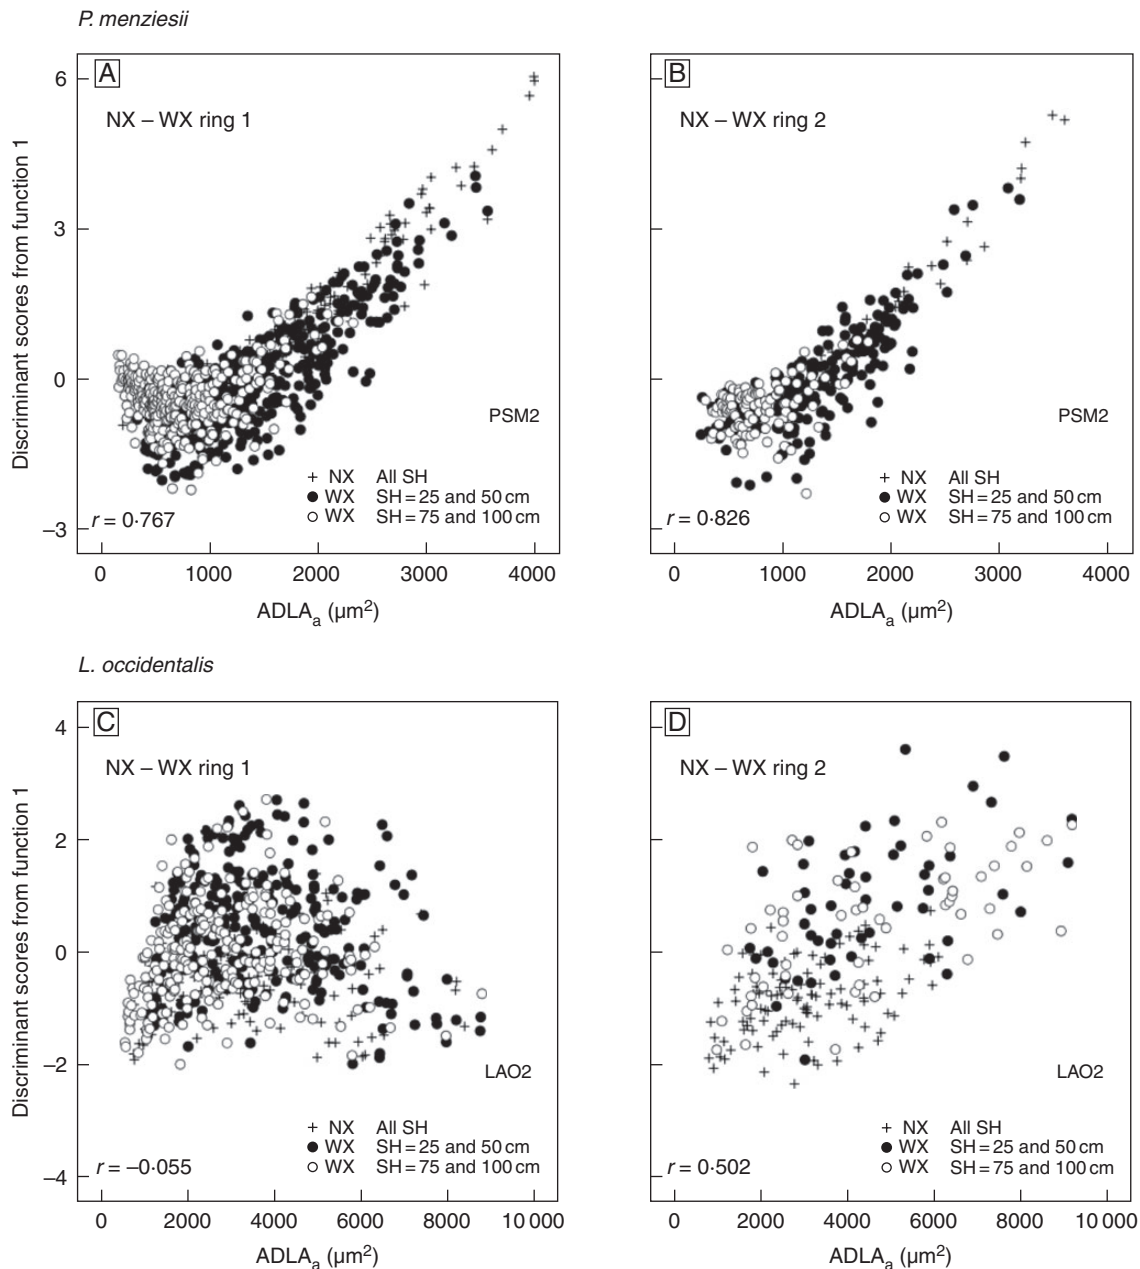 P. menziesii
A
NX – WX ring 1
PSM2
+ NX All SH
● WX SH = 25 and 50 cm
○ WX SH = 75 and 100 cm
r = 0·767
6
3
0
–3
Discriminant scores from function 1
0 1000 2000 3000 4000
ADLAa (µm²)
B
NX – WX ring 2
PSM2
+ NX All SH
● WX SH = 25 and 50 cm
○ WX SH = 75 and 100 cm
r = 0·826
0 1000 2000 3000 4000
ADLAa (µm²)
L. occidentalis
C
NX – WX ring 1
LAO2
+ NX All SH
● WX SH = 25 and 50 cm
○ WX SH = 75 and 100 cm
r = –0·055
4
2
0
–2
–4
Discriminant scores from function 1
0 2000 4000 6000 8000 10 000
ADLAa (µm²)
D
NX – WX ring 2
LAO2
+ NX All SH
● WX SH = 25 and 50 cm
○ WX SH = 75 and 100 cm
r = 0·502
0 2000 4000 6000 8000 10 000
ADLAa (µm²)